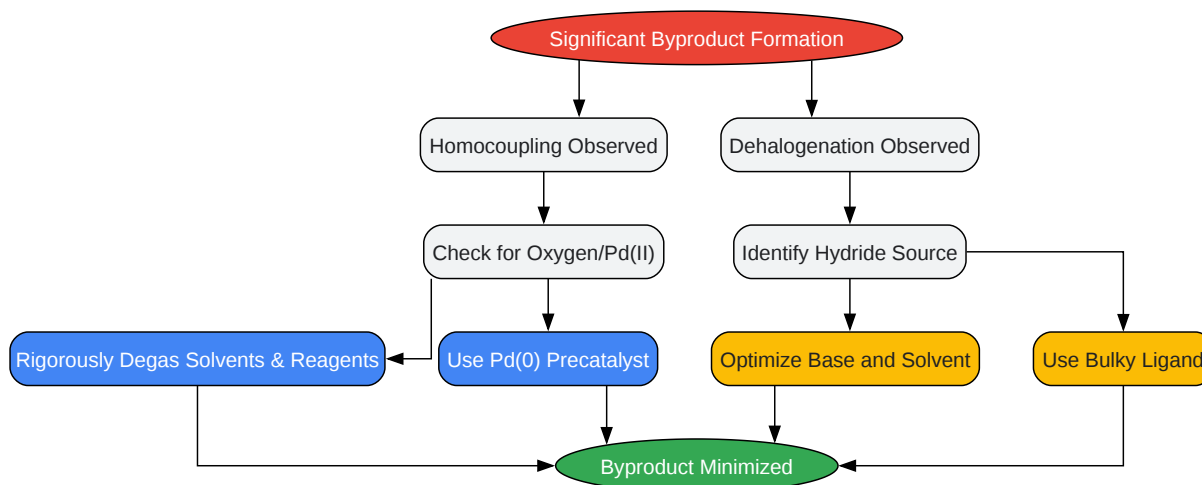 Significant Byproduct Formation
Homocoupling Observed
Dehalogenation Observed
Check for Oxygen/Pd(II)
Identify Hydride Source
Rigorously Degas Solvents & Reagents
Use Pd(0) Precatalyst
Optimize Base and Solvent
Use Bulky Ligand
Byproduct Minimized